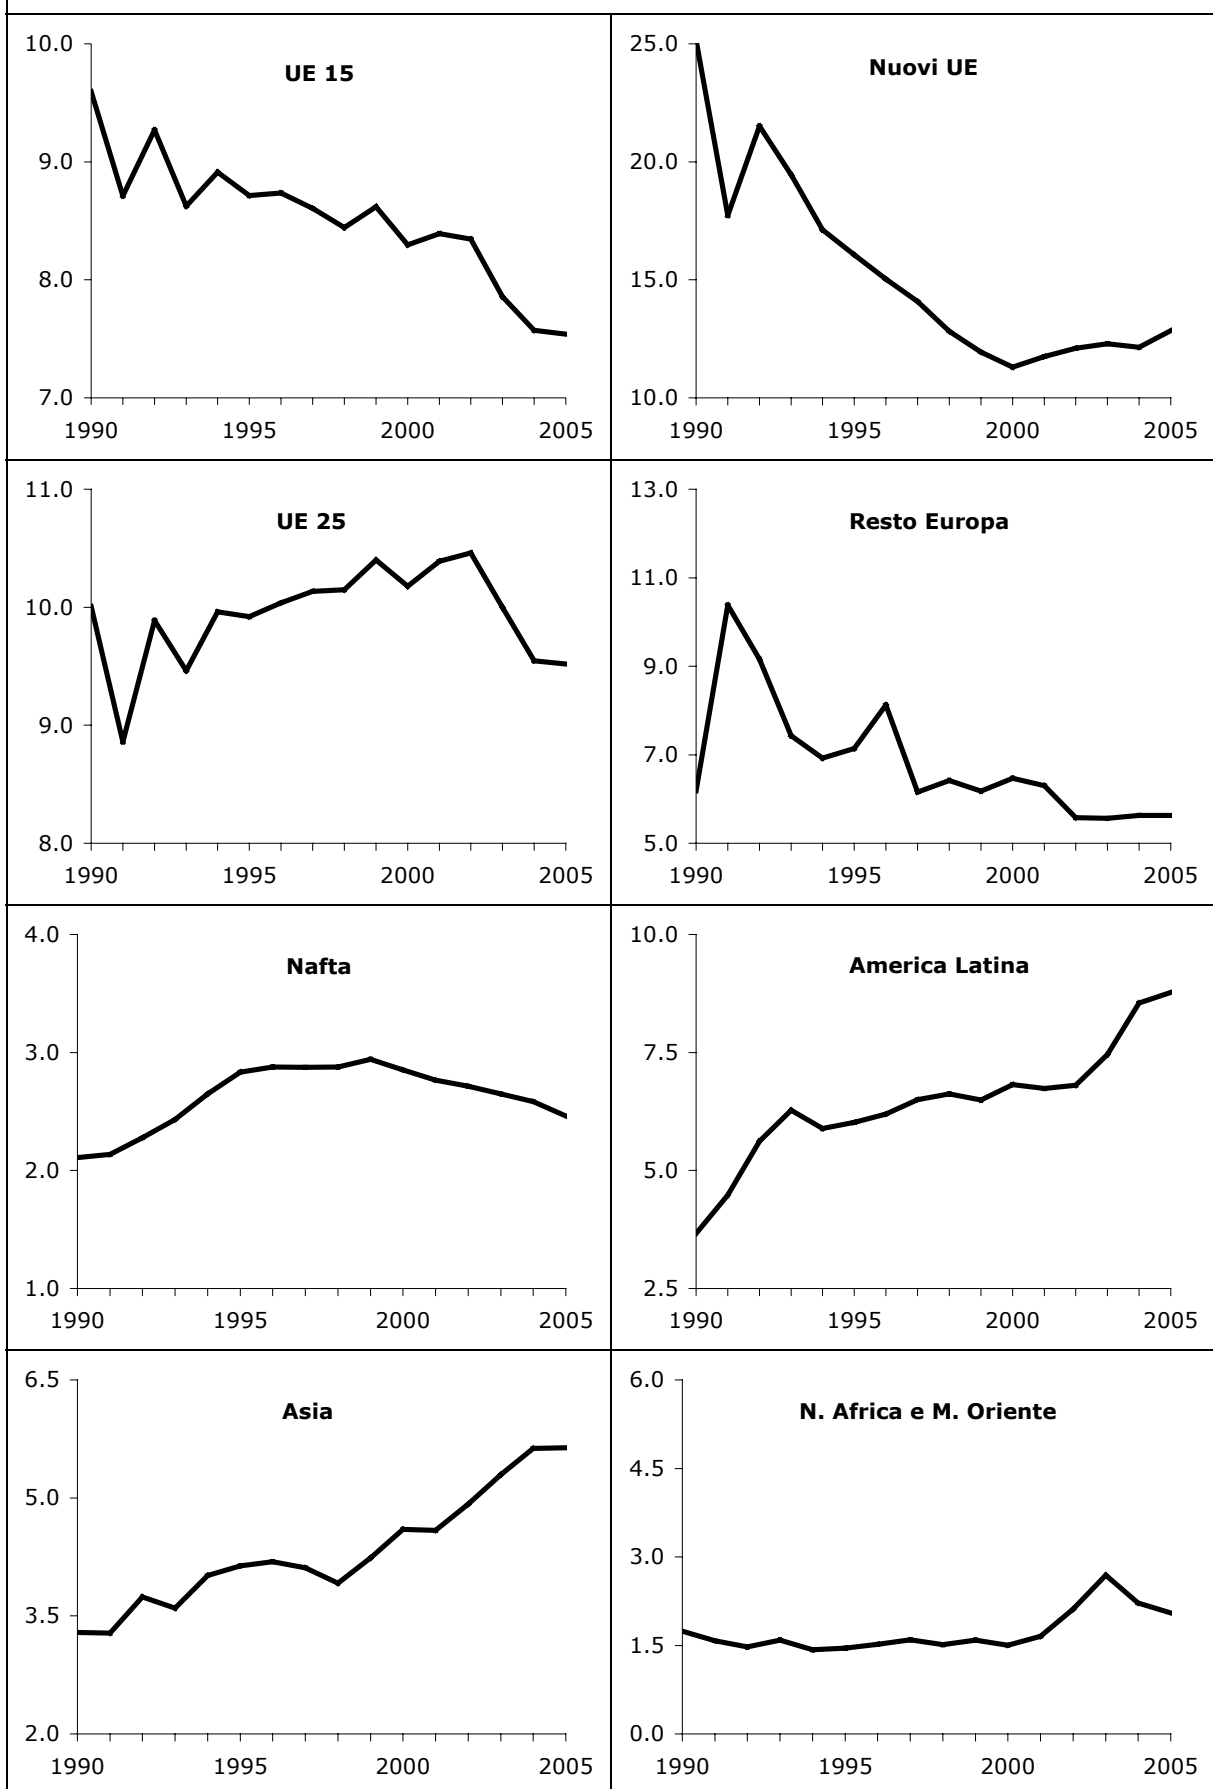 UE 15
10.0
9.0
8.0
7.0
1990 1995 2000 2005
Nuovi UE
25.0
20.0
15.0
10.0
1990 1995 2000 2005
UE 25
11.0
10.0
9.0
8.0
1990 1995 2000 2005
Resto Europa
13.0
11.0
9.0
7.0
5.0
1990 1995 2000 2005
Nafta
4.0
3.0
2.0
1.0
1990 1995 2000 2005
America Latina
10.0
7.5
5.0
2.5
1990 1995 2000 2005
Asia
6.5
5.0
3.5
2.0
1990 1995 2000 2005
N. Africa e M. Oriente
6.0
4.5
3.0
1.5
0.0
1990 1995 2000 2005